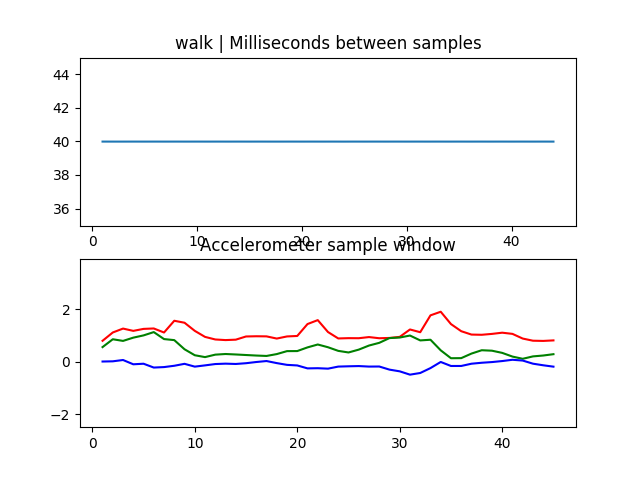 walk | Milliseconds between samples
44
42
40
38
36
0 10 20 30 40
Accelerometer sample window
2
0
−2
0 10 20 30 40